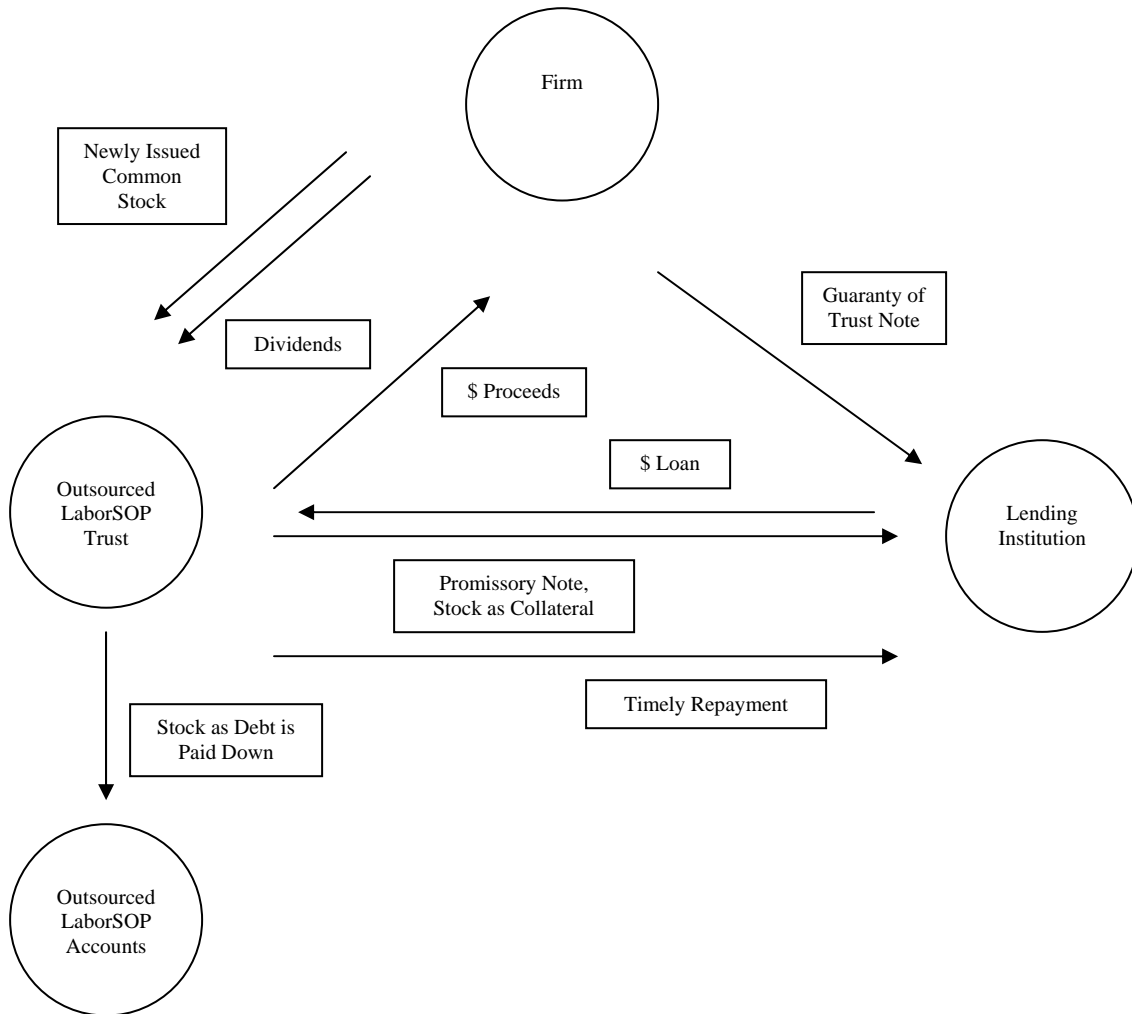 Firm
Newly Issued
Common
Stock
Guaranty of
Trust Note
Dividends
$ Proceeds
$ Loan
Outsourced
LaborSOP
Trust
Lending
Institution
Promissory Note,
Stock as Collateral
Timely Repayment
Stock as Debt is
Paid Down
Outsourced
LaborSOP
Accounts